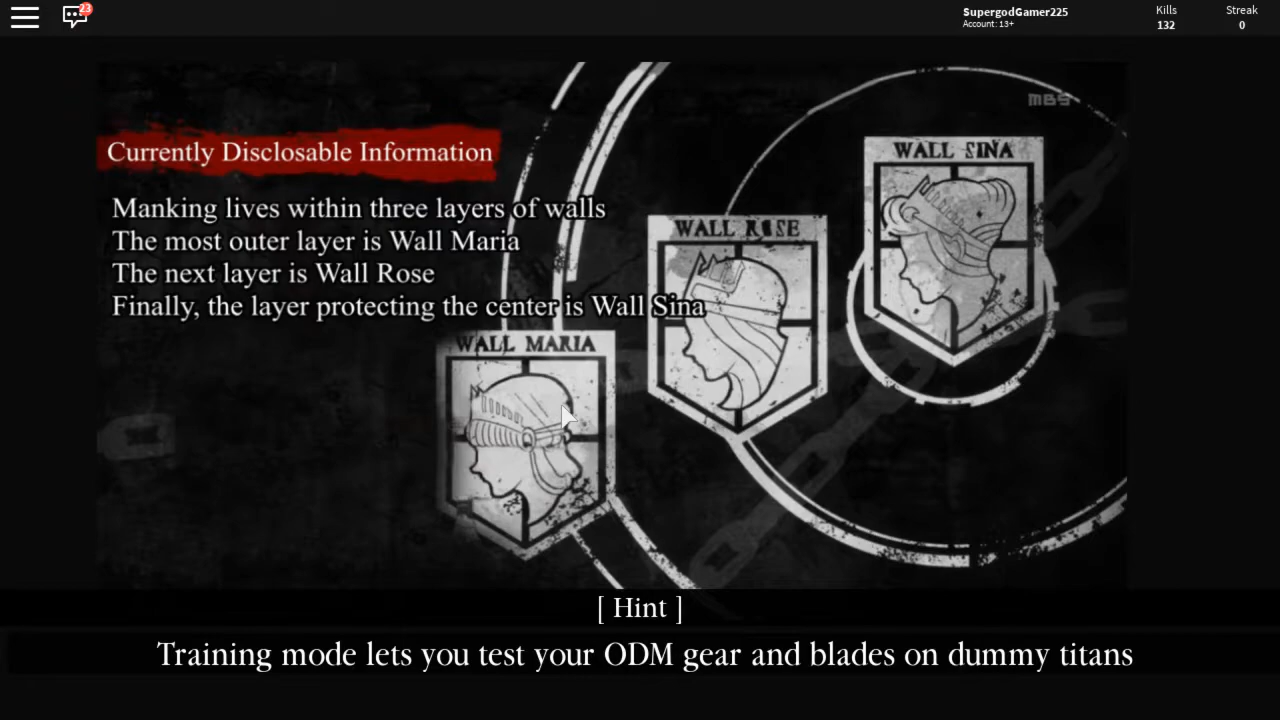 23
SupergodGamer225
Account: 13+
Kills
132
Streak
0
MBS
Currently Disclosable Information
Manking lives within three layers of walls
The most outer layer is Wall Maria
The next layer is Wall Rose
Finally, the layer protecting the center is Wall Sina
WALL SINA
WALL ROSE
WALL MARIA
[ Hint ]
Training mode lets you test your ODM gear and blades on dummy titans